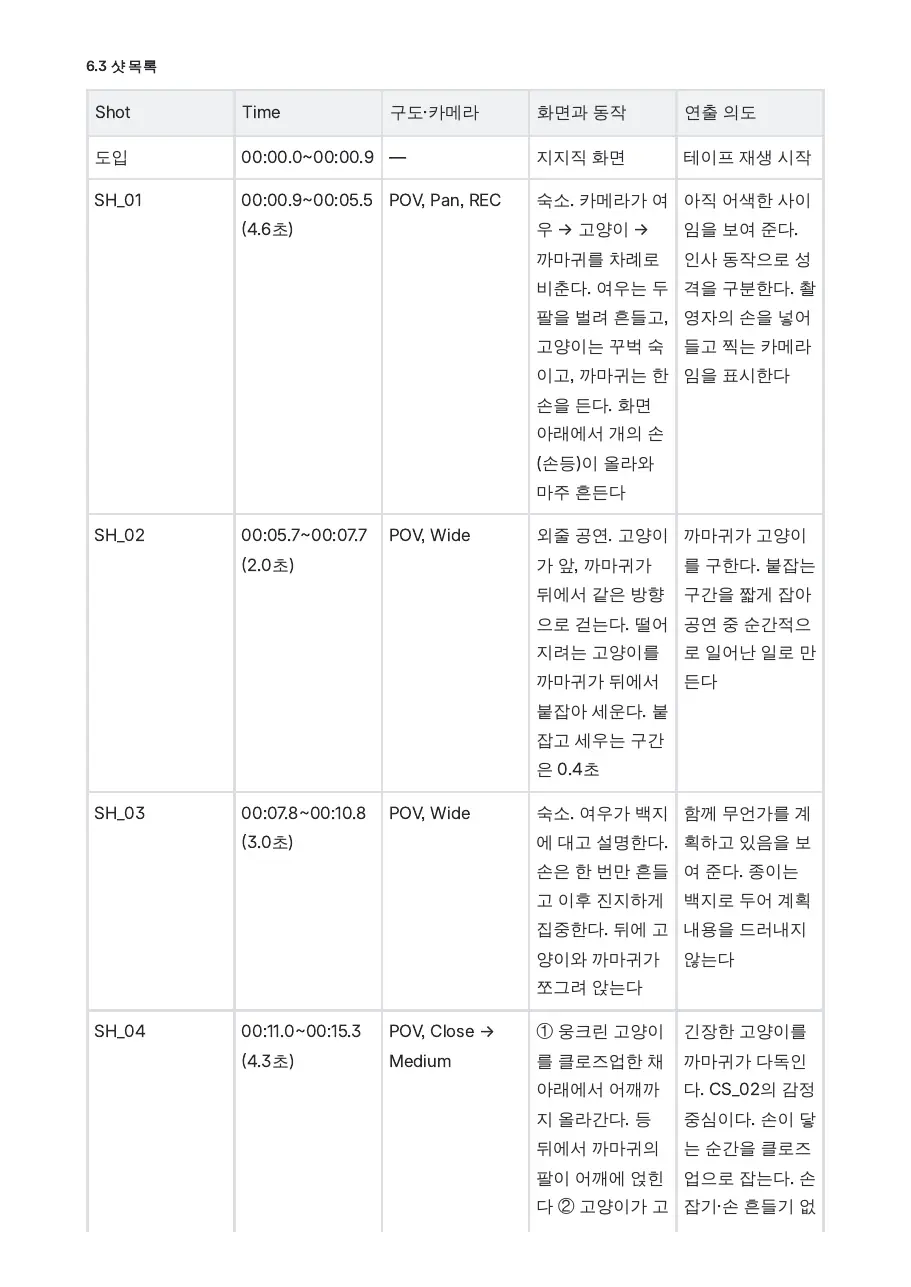 6.3 샷 목록
Shot
Time
구도·카메라
화면과 동작
연출 의도
도입
00:00.0~00:00.9
—
지지직 화면
테이프 재생 시작
SH_01
00:00.9~00:05.5
(4.6초)
POV, Pan, REC
숙소. 카메라가 여
우 → 고양이 →
까마귀를 차례로
비춘다. 여우는 두
팔을 벌려 흔들고,
고양이는 꾸벅 숙
이고, 까마귀는 한
손을 든다. 화면
아래에서 개의 손
(손등)이 올라와
마주 흔든다
아직 어색한 사이
임을 보여 준다.
인사 동작으로 성
격을 구분한다. 촬
영자의 손을 넣어
들고 찍는 카메라
임을 표시한다
SH_02
00:05.7~00:07.7
(2.0초)
POV, Wide
외줄 공연. 고양이
가 앞, 까마귀가
뒤에서 같은 방향
으로 걷는다. 떨어
지려는 고양이를
까마귀가 뒤에서
붙잡아 세운다. 붙
잡고 세우는 구간
은 0.4초
까마귀가 고양이
를 구한다. 붙잡는
구간을 짧게 잡아
공연 중 순간적으
로 일어난 일로 만
든다
SH_03
00:07.8~00:10.8
(3.0초)
POV, Wide
숙소. 여우가 백지
에 대고 설명한다.
손은 한 번만 흔들
고 이후 진지하게
집중한다. 뒤에 고
양이와 까마귀가
쪼그려 앉는다
함께 무언가를 계
획하고 있음을 보
여 준다. 종이는
백지로 두어 계획
내용을 드러내지
않는다
SH_04
00:11.0~00:15.3
(4.3초)
POV, Close →
Medium
① 웅크린 고양이
를 클로즈업한 채
아래에서 어깨까
지 올라간다. 등
뒤에서 까마귀의
팔이 어깨에 얹힌
다 ② 고양이가 고
긴장한 고양이를
까마귀가 다독인
다. CS_02의 감정
중심이다. 손이 닿
는 순간을 클로즈
업으로 잡는다. 손
잡기·손 흔들기 없